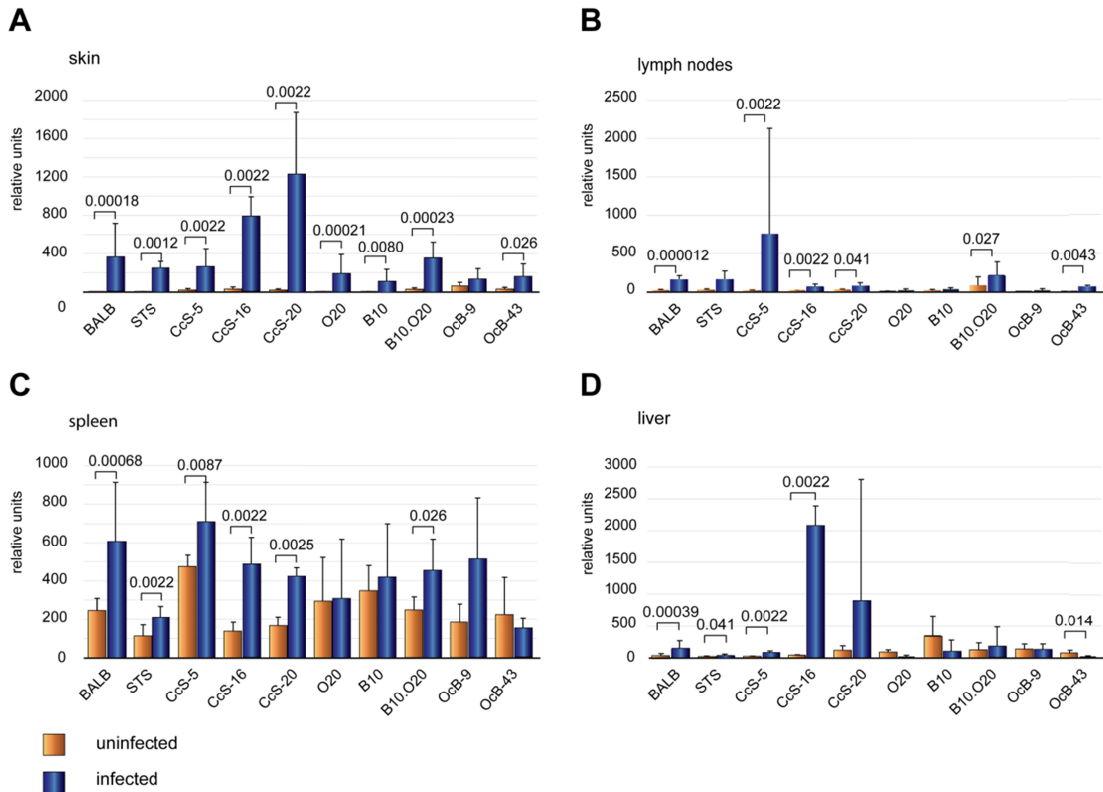 A
skin
relative units
2000
1600
1200
800
400
0
0.00018
0.0012
0.0022
0.0022
0.0022
0.00021
0.0080
0.00023
0.026
BALB
STS
CcS-5
CcS-16
CcS-20
O20
B10
B10.O20
OcB-9
OcB-43
B
lymph nodes
relative units
2500
2000
1500
1000
500
0
0.000012
0.0022
0.0022
0.041
0.027
0.0043
BALB
STS
CcS-5
CcS-16
CcS-20
O20
B10
B10.O20
OcB-9
OcB-43
C
spleen
relative units
1000
800
600
400
200
0
0.00068
0.0022
0.0087
0.0022
0.0025
0.026
BALB
STS
CcS-5
CcS-16
CcS-20
O20
B10
B10.O20
OcB-9
OcB-43
D
liver
relative units
3000
2500
2000
1500
1000
500
0
0.00039
0.041
0.0022
0.0022
0.014
BALB
STS
CcS-5
CcS-16
CcS-20
O20
B10
B10.O20
OcB-9
OcB-43
uninfected
infected